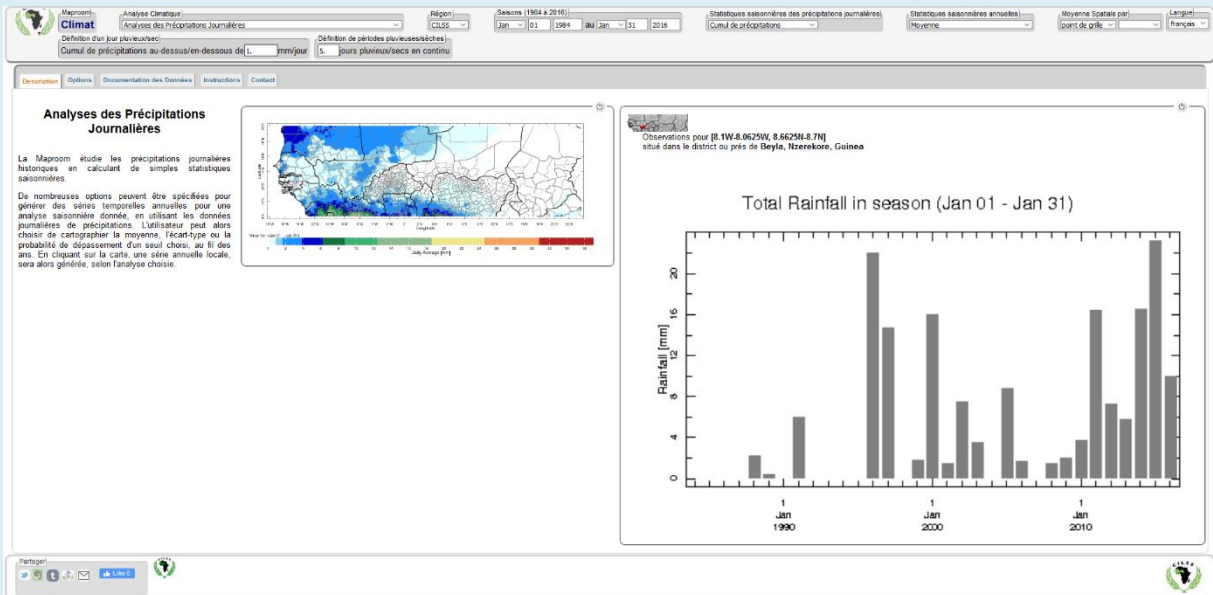 Maproom
Climat
Analyse Climatique
Analyses des Précipitations Journalières
Région
CILSS
Saisons (1984 à 2016)
Jan 01 1984 au Jan 31 2016
Statistiques saisonnières des précipitations journalières
Cumul de précipitations
Statistiques saisonnières annuelles
Moyenne
Moyenne Spatiale par
point de grille
Langue
français
Définition d'un jour pluvieux/sec
Cumul de précipitations au-dessus/en-dessous de 1. mm/jour
Définition de périodes pluvieuses/sèches
5. jours pluvieux/secs en continu
Description
Options
Documentation des Données
Instructions
Contact
Analyses des Précipitations
Journalières
La Maproom étudie les précipitations journalières
historiques en calculant de simples statistiques
saisonnières.
De nombreuses options peuvent être spécifiées pour
générer des séries temporelles annuelles pour une
analyse saisonnière donnée, en utilisant les données
journalières de précipitations. L'utilisateur peut alors
choisir de cartographier la moyenne, l'écart-type ou la
probabilité de dépassement d'un seuil choisi, au fil des
ans. En cliquant sur la carte, une série annuelle locale,
sera alors générée, selon l'analyse choisie.
Latitude
Longitude
Daily Average [mm]
Observations pour [8.1W-8.0625W, 8.6625N-8.7N]
situé dans le district ou près de Beyla, Nzerekore, Guinea
Total Rainfall in season (Jan 01 - Jan 31)
Rainfall [mm]
20
16
12
8
4
0
1 1 1
Jan Jan Jan
1990 2000 2010
Partager
Like 0
CILSS